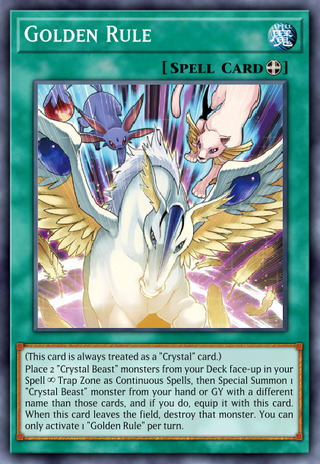 Golden Rule
魔
[Spell Card]
(This card is always treated as a "Crystal" card.)
Place 2 "Crystal Beast" monsters from your Deck face-up in your
Spell & Trap Zone as Continuous Spells, then Special Summon 1
"Crystal Beast" monster from your hand or GY with a different
name than those cards, and if you do, equip it with this card.
When this card leaves the field, destroy that monster. You can
only activate 1 "Golden Rule" per turn.